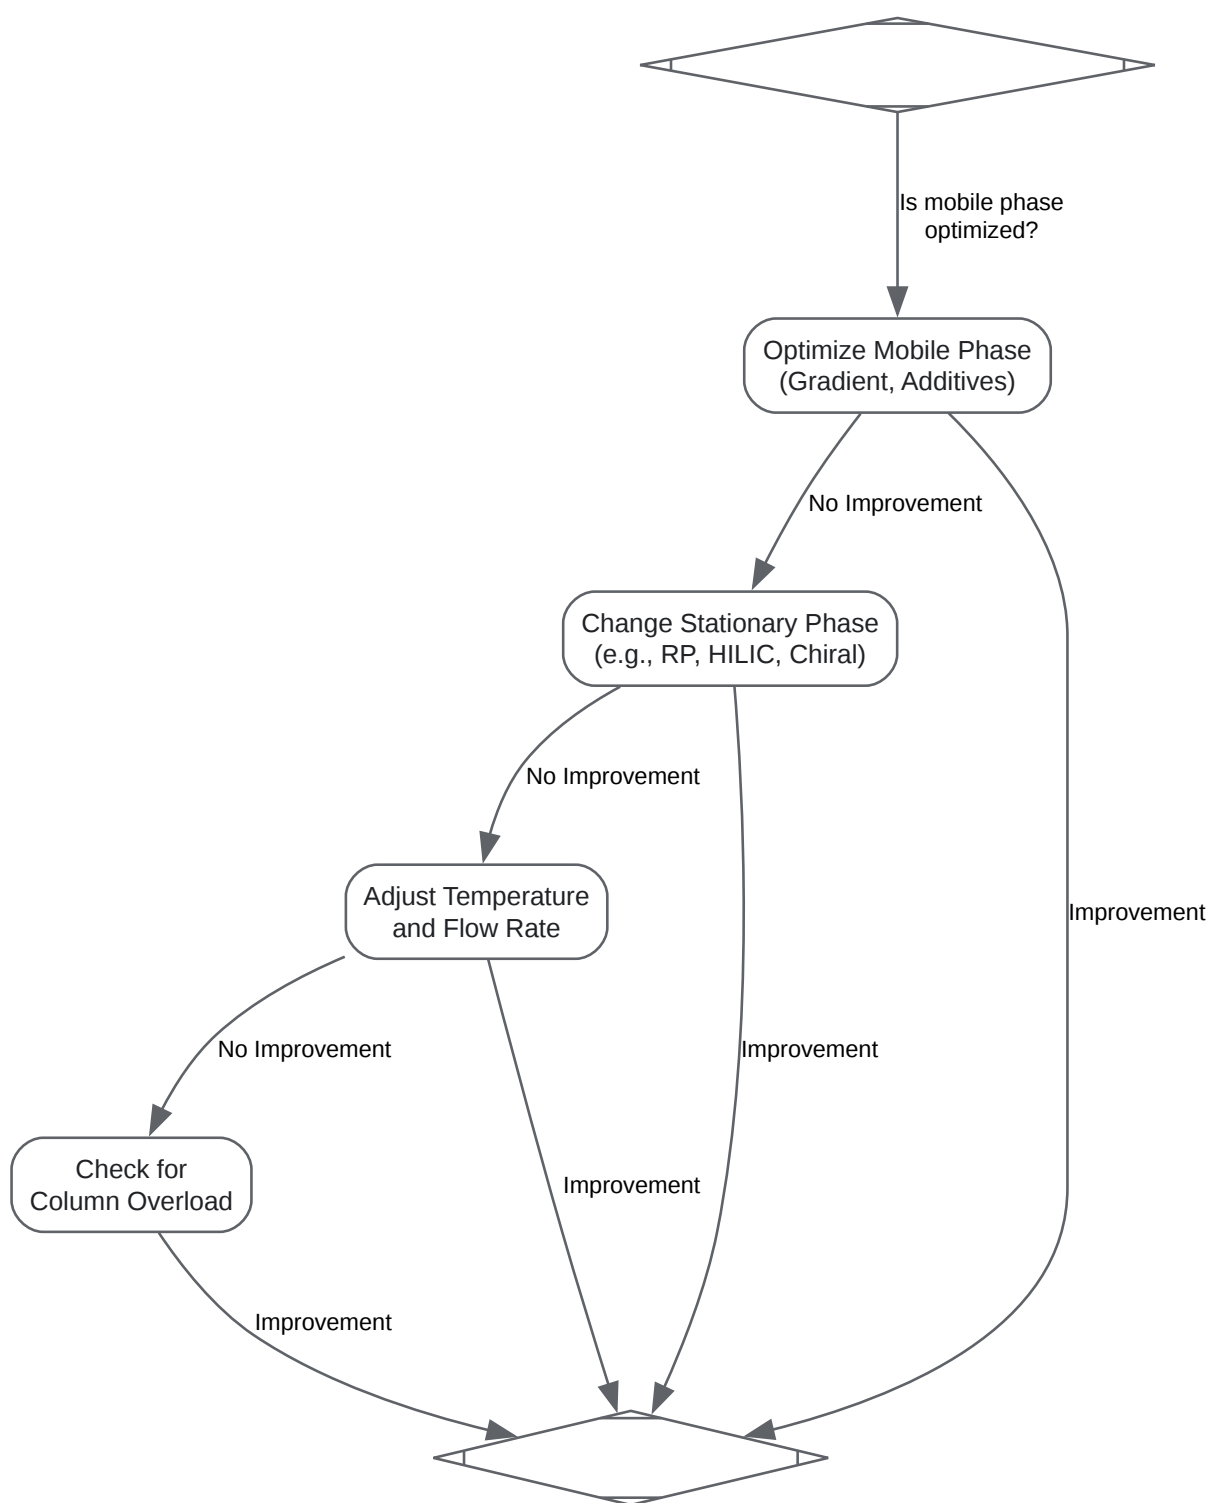 Is mobile phase
optimized?
Optimize Mobile Phase
(Gradient, Additives)
No Improvement
Change Stationary Phase
(e.g., RP, HILIC, Chiral)
No Improvement
Adjust Temperature
and Flow Rate
Improvement
No Improvement
Improvement
Check for
Column Overload
Improvement
Improvement